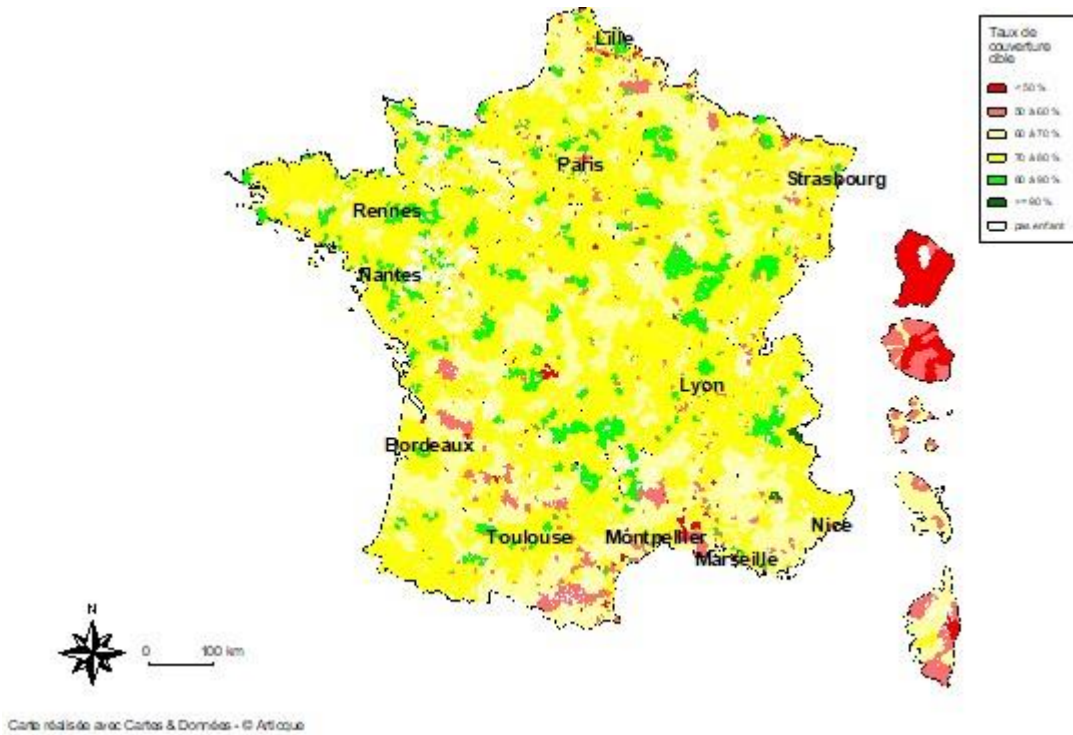 Taux de
couverture
cible
< 50 %
50 à 60 %
60 à 70 %
70 à 80 %
80 à 90 %
>= 90 %
pas enfant
Lille
Paris
Strasbourg
Rennes
Nantes
Lyon
Bordeaux
Toulouse
Montpellier
Nice
Marseille
N
0 100 km
Carte réalisée avec Cartes & Données - © Articque